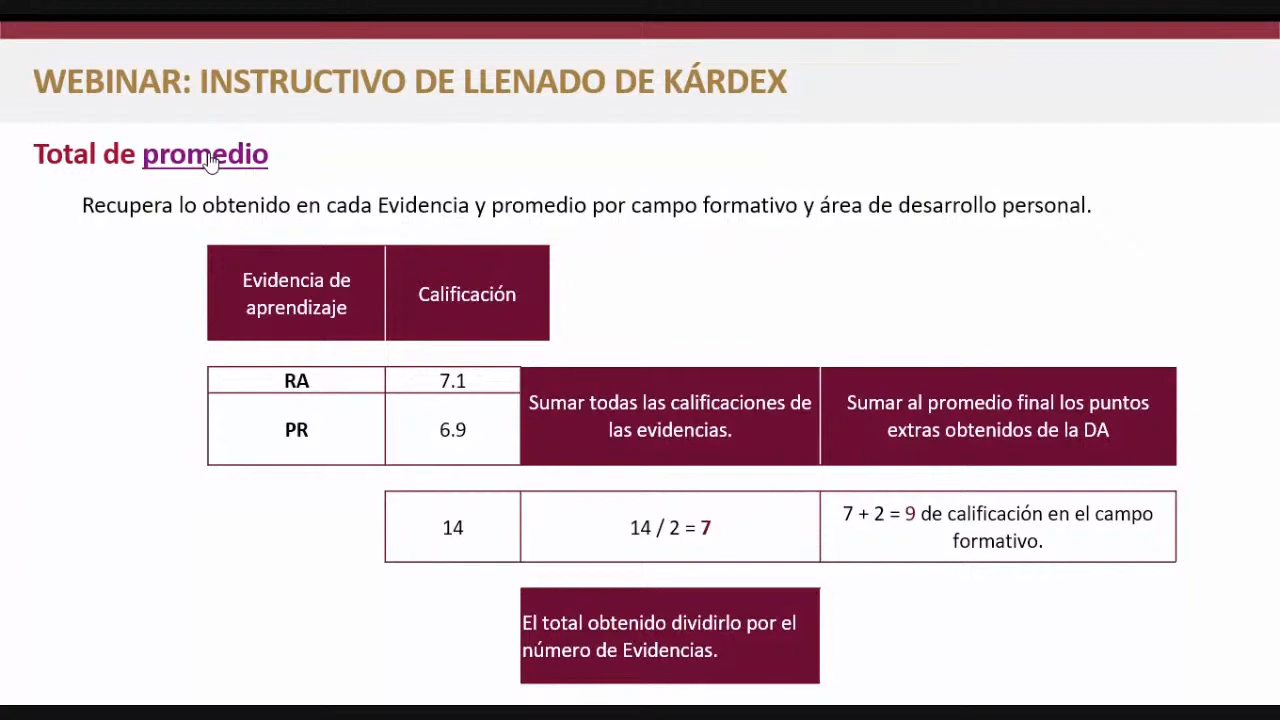 WEBINAR: INSTRUCTIVO DE LLENADO DE KÁRDEX
Total de promedio
Recupera lo obtenido en cada Evidencia y promedio por campo formativo y área de desarrollo personal.
Evidencia de
aprendizaje
Calificación
RA
7.1
PR
6.9
Sumar todas las calificaciones de
las evidencias.
Sumar al promedio final los puntos
extras obtenidos de la DA
14
14 / 2 = 7
7 + 2 = 9 de calificación en el campo
formativo.
El total obtenido dividirlo por el
número de Evidencias.